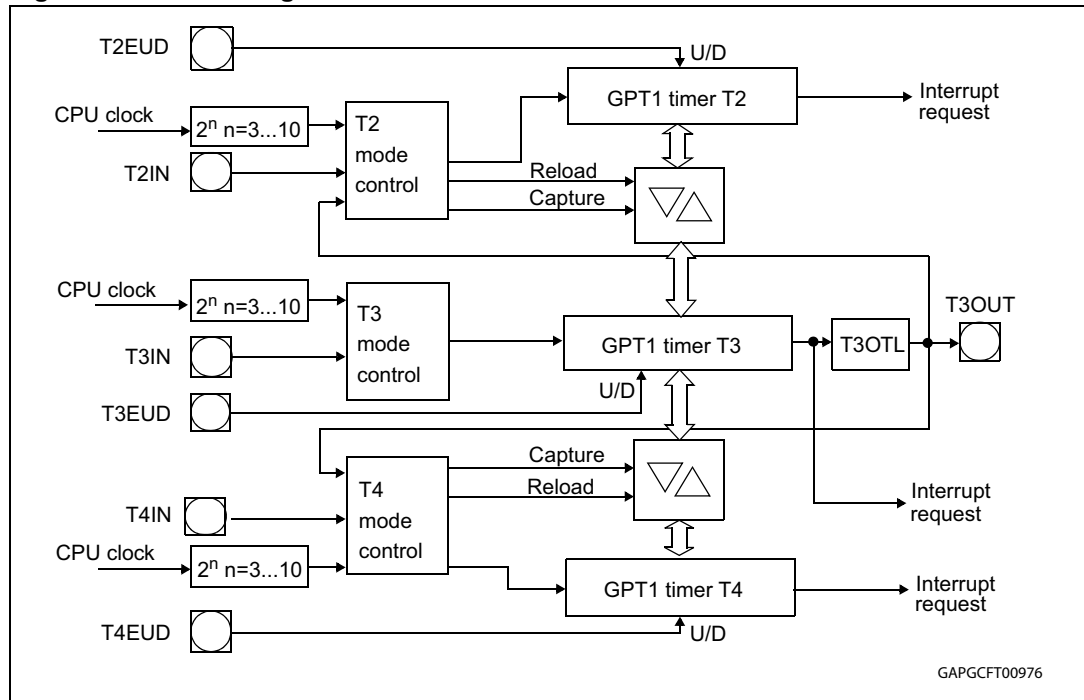 T2EUD
U/D
GPT1 timer T2
Interrupt
request
CPU clock
2ⁿ n=3...10
T2
mode
control
T2IN
Reload
Capture
CPU clock
2ⁿ n=3...10
T3
mode
control
T3IN
GPT1 timer T3
T3OTL
T3OUT
U/D
T3EUD
Capture
Reload
T4
mode
control
T4IN
Interrupt
request
CPU clock
2ⁿ n=3...10
GPT1 timer T4
Interrupt
request
T4EUD
U/D
GAPGCFT00976